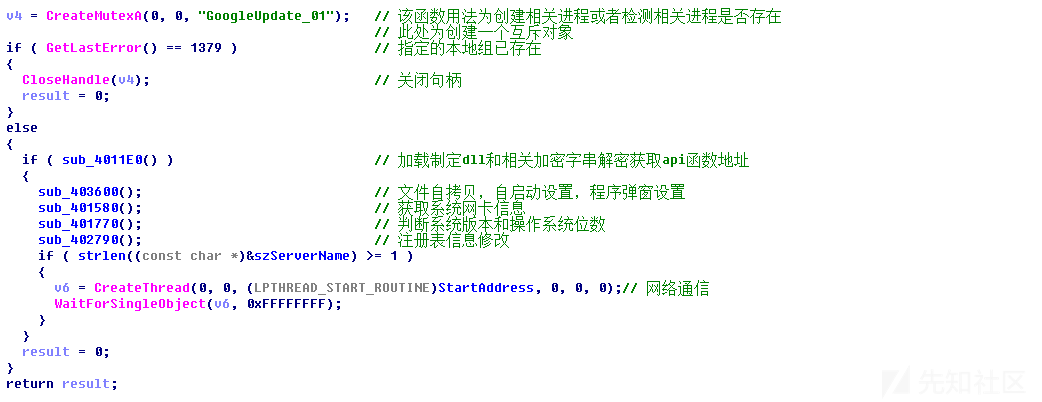 v4 = CreateMutexA(0, 0, "GoogleUpdate_01"); // 该函数用法为创建相关进程或者检测相关进程是否存在
// 此处为创建一个互斥对象
if ( GetLastError() == 1379 ) // 指定的本地组已存在
{
CloseHandle(v4); // 关闭句柄
result = 0;
}
else
{
if ( sub_4011E0() ) // 加载制定dll和相关加密字串解密获取api函数地址
{
sub_403600(); // 文件自拷贝，自启动设置，程序弹窗设置
sub_401580(); // 获取系统网卡信息
sub_401770(); // 判断系统版本和操作系统位数
sub_402790(); // 注册表信息修改
if ( strlen((const char *)&szServerName) >= 1 )
{
v6 = CreateThread(0, 0, (LPTHREAD_START_ROUTINE)StartAddress, 0, 0, 0);// 网络通信
WaitForSingleObject(v6, 0xFFFFFFFF);
}
}
result = 0;
}
return result;
先知社区